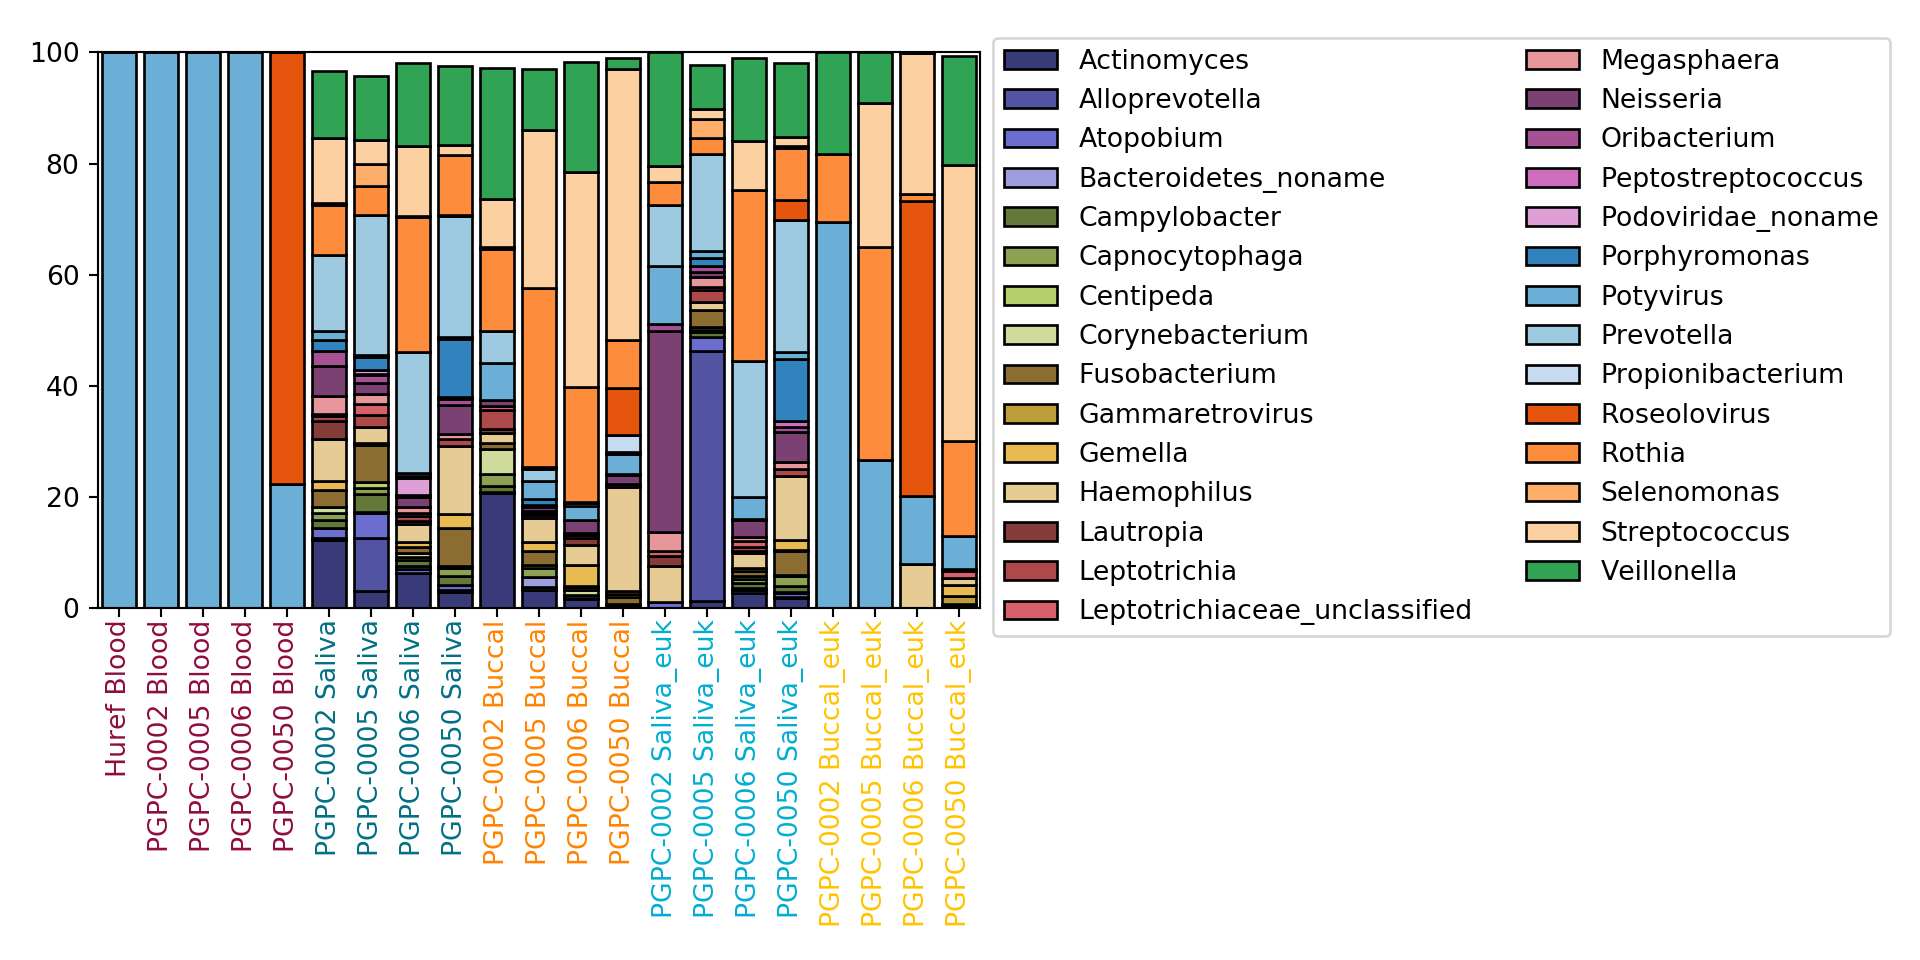 100
80
60
40
20
0
Huref Blood
PGPC-0002 Blood
PGPC-0005 Blood
PGPC-0006 Blood
PGPC-0050 Blood
PGPC-0002 Saliva
PGPC-0005 Saliva
PGPC-0006 Saliva
PGPC-0050 Saliva
PGPC-0002 Buccal
PGPC-0005 Buccal
PGPC-0006 Buccal
PGPC-0050 Buccal
PGPC-0002 Saliva_euk
PGPC-0005 Saliva_euk
PGPC-0006 Saliva_euk
PGPC-0050 Saliva_euk
PGPC-0002 Buccal_euk
PGPC-0005 Buccal_euk
PGPC-0006 Buccal_euk
PGPC-0050 Buccal_euk
Actinomyces
Alloprevotella
Atopobium
Bacteroidetes_noname
Campylobacter
Capnocytophaga
Centipeda
Corynebacterium
Fusobacterium
Gammaretrovirus
Gemella
Haemophilus
Lautropia
Leptotrichia
Leptotrichiaceae_unclassified
Megasphaera
Neisseria
Oribacterium
Peptostreptococcus
Podoviridae_noname
Porphyromonas
Potyvirus
Prevotella
Propionibacterium
Roseolovirus
Rothia
Selenomonas
Streptococcus
Veillonella